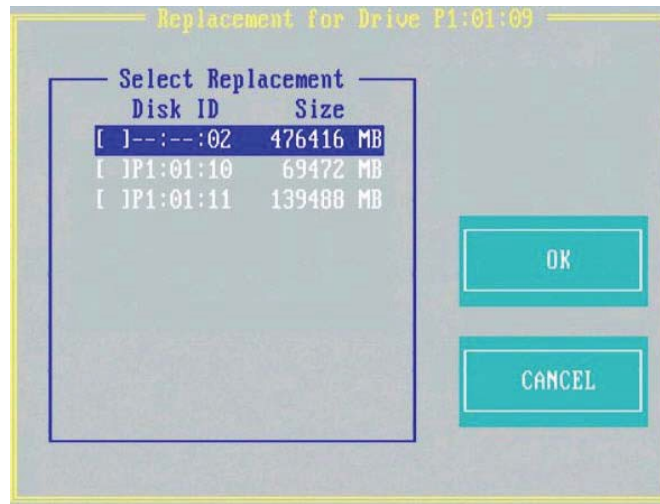 Replacement for Drive P1:01:09
Select Replacement
Disk ID Size
[ ]--:--:02 476416 MB
[ ]P1:01:10 69472 MB
[ ]P1:01:11 139488 MB
OK
CANCEL